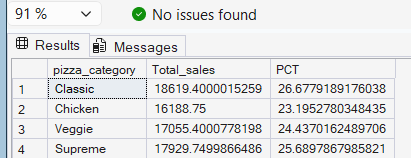 91 % No issues found
Results Messages
pizza_category Total_sales PCT
1 Classic 18619.4000015259 26.6779189176038
2 Chicken 16188.75 23.1952780348435
3 Veggie 17055.4000778198 24.4370162489706
4 Supreme 17929.7499866486 25.6897867985821